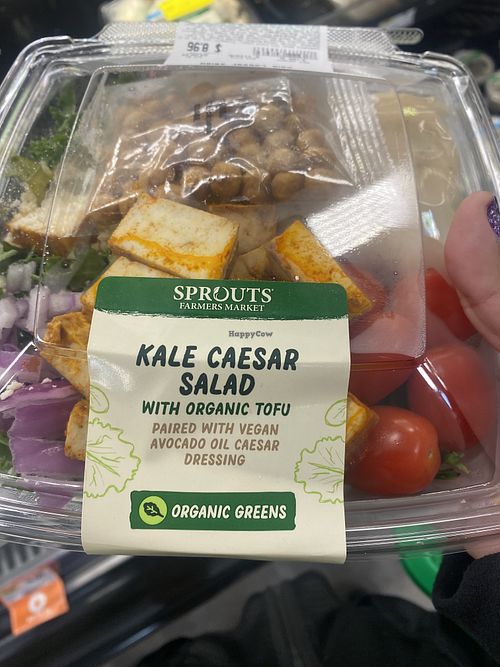 $ 8.96
SPROUTS
FARMERS MARKET
HappyCow
KALE CAESAR
SALAD
WITH ORGANIC TOFU
PAIRED WITH VEGAN
AVOCADO OIL CAESAR
DRESSING
ORGANIC GREENS